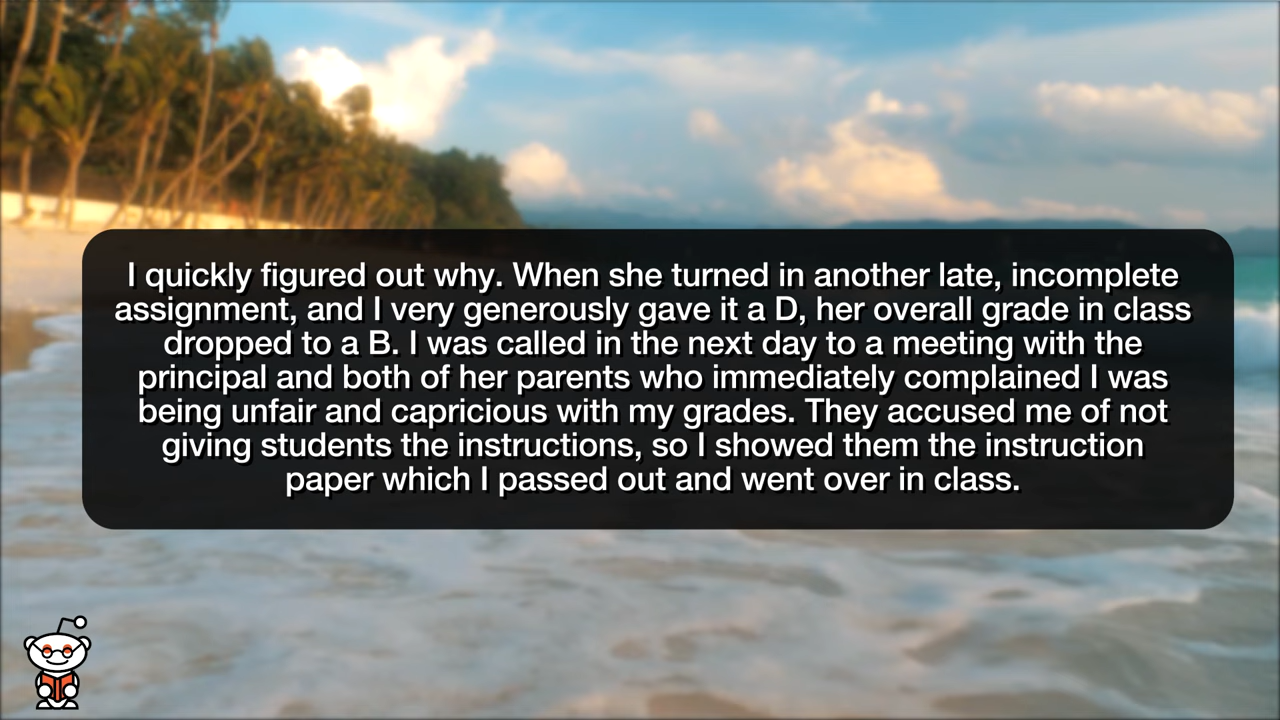 I quickly figured out why. When she turned in another late, incomplete
assignment, and I very generously gave it a D, her overall grade in class
dropped to a B. I was called in the next day to a meeting with the
principal and both of her parents who immediately complained I was
being unfair and capricious with my grades. They accused me of not
giving students the instructions, so I showed them the instruction
paper which I passed out and went over in class.